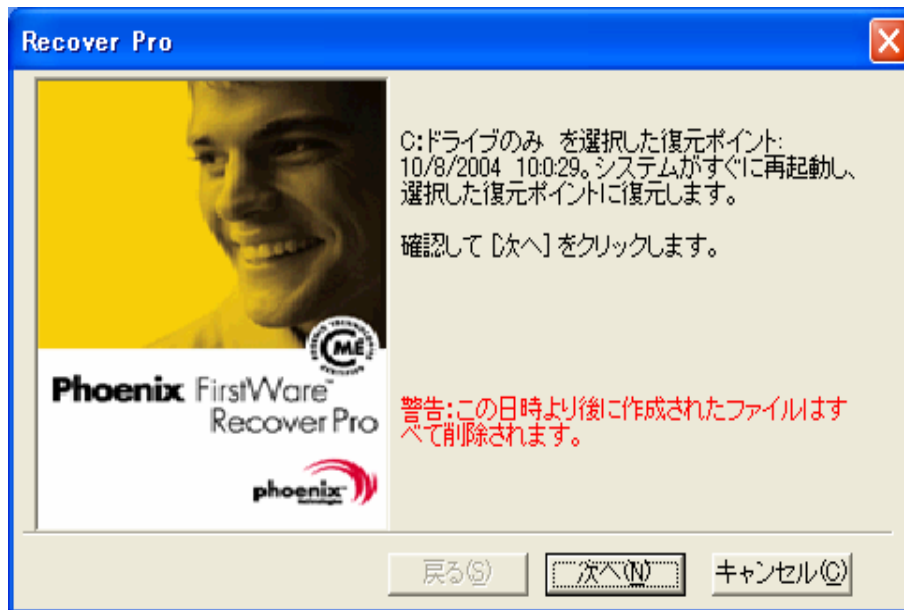 Recover Pro
C:ドライブのみ を選択した復元ポイント:
10/8/2004 10:0:29。システムがすぐに再起動し、
選択した復元ポイントに復元します。
確認して [次へ] をクリックします。
CME
Phoenix FirstWare™
Recover Pro
phoenix™
technologies
警告:この日時より後に作成されたファイルはす
べて削除されます。
戻る(S)
次へ(N)
キャンセル(C)